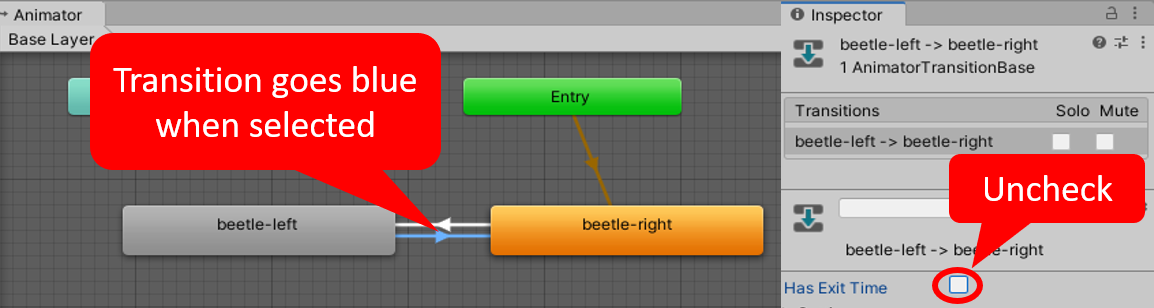 Animator
Inspector
Base Layer
Transition goes blue
when selected
Entry
beetle-left
beetle-right
beetle-left -> beetle-right
1 AnimatorTransitionBase
Transitions Solo Mute
beetle-left -> beetle-right
Uncheck
beetle-left -> beetle-right
Has Exit Time